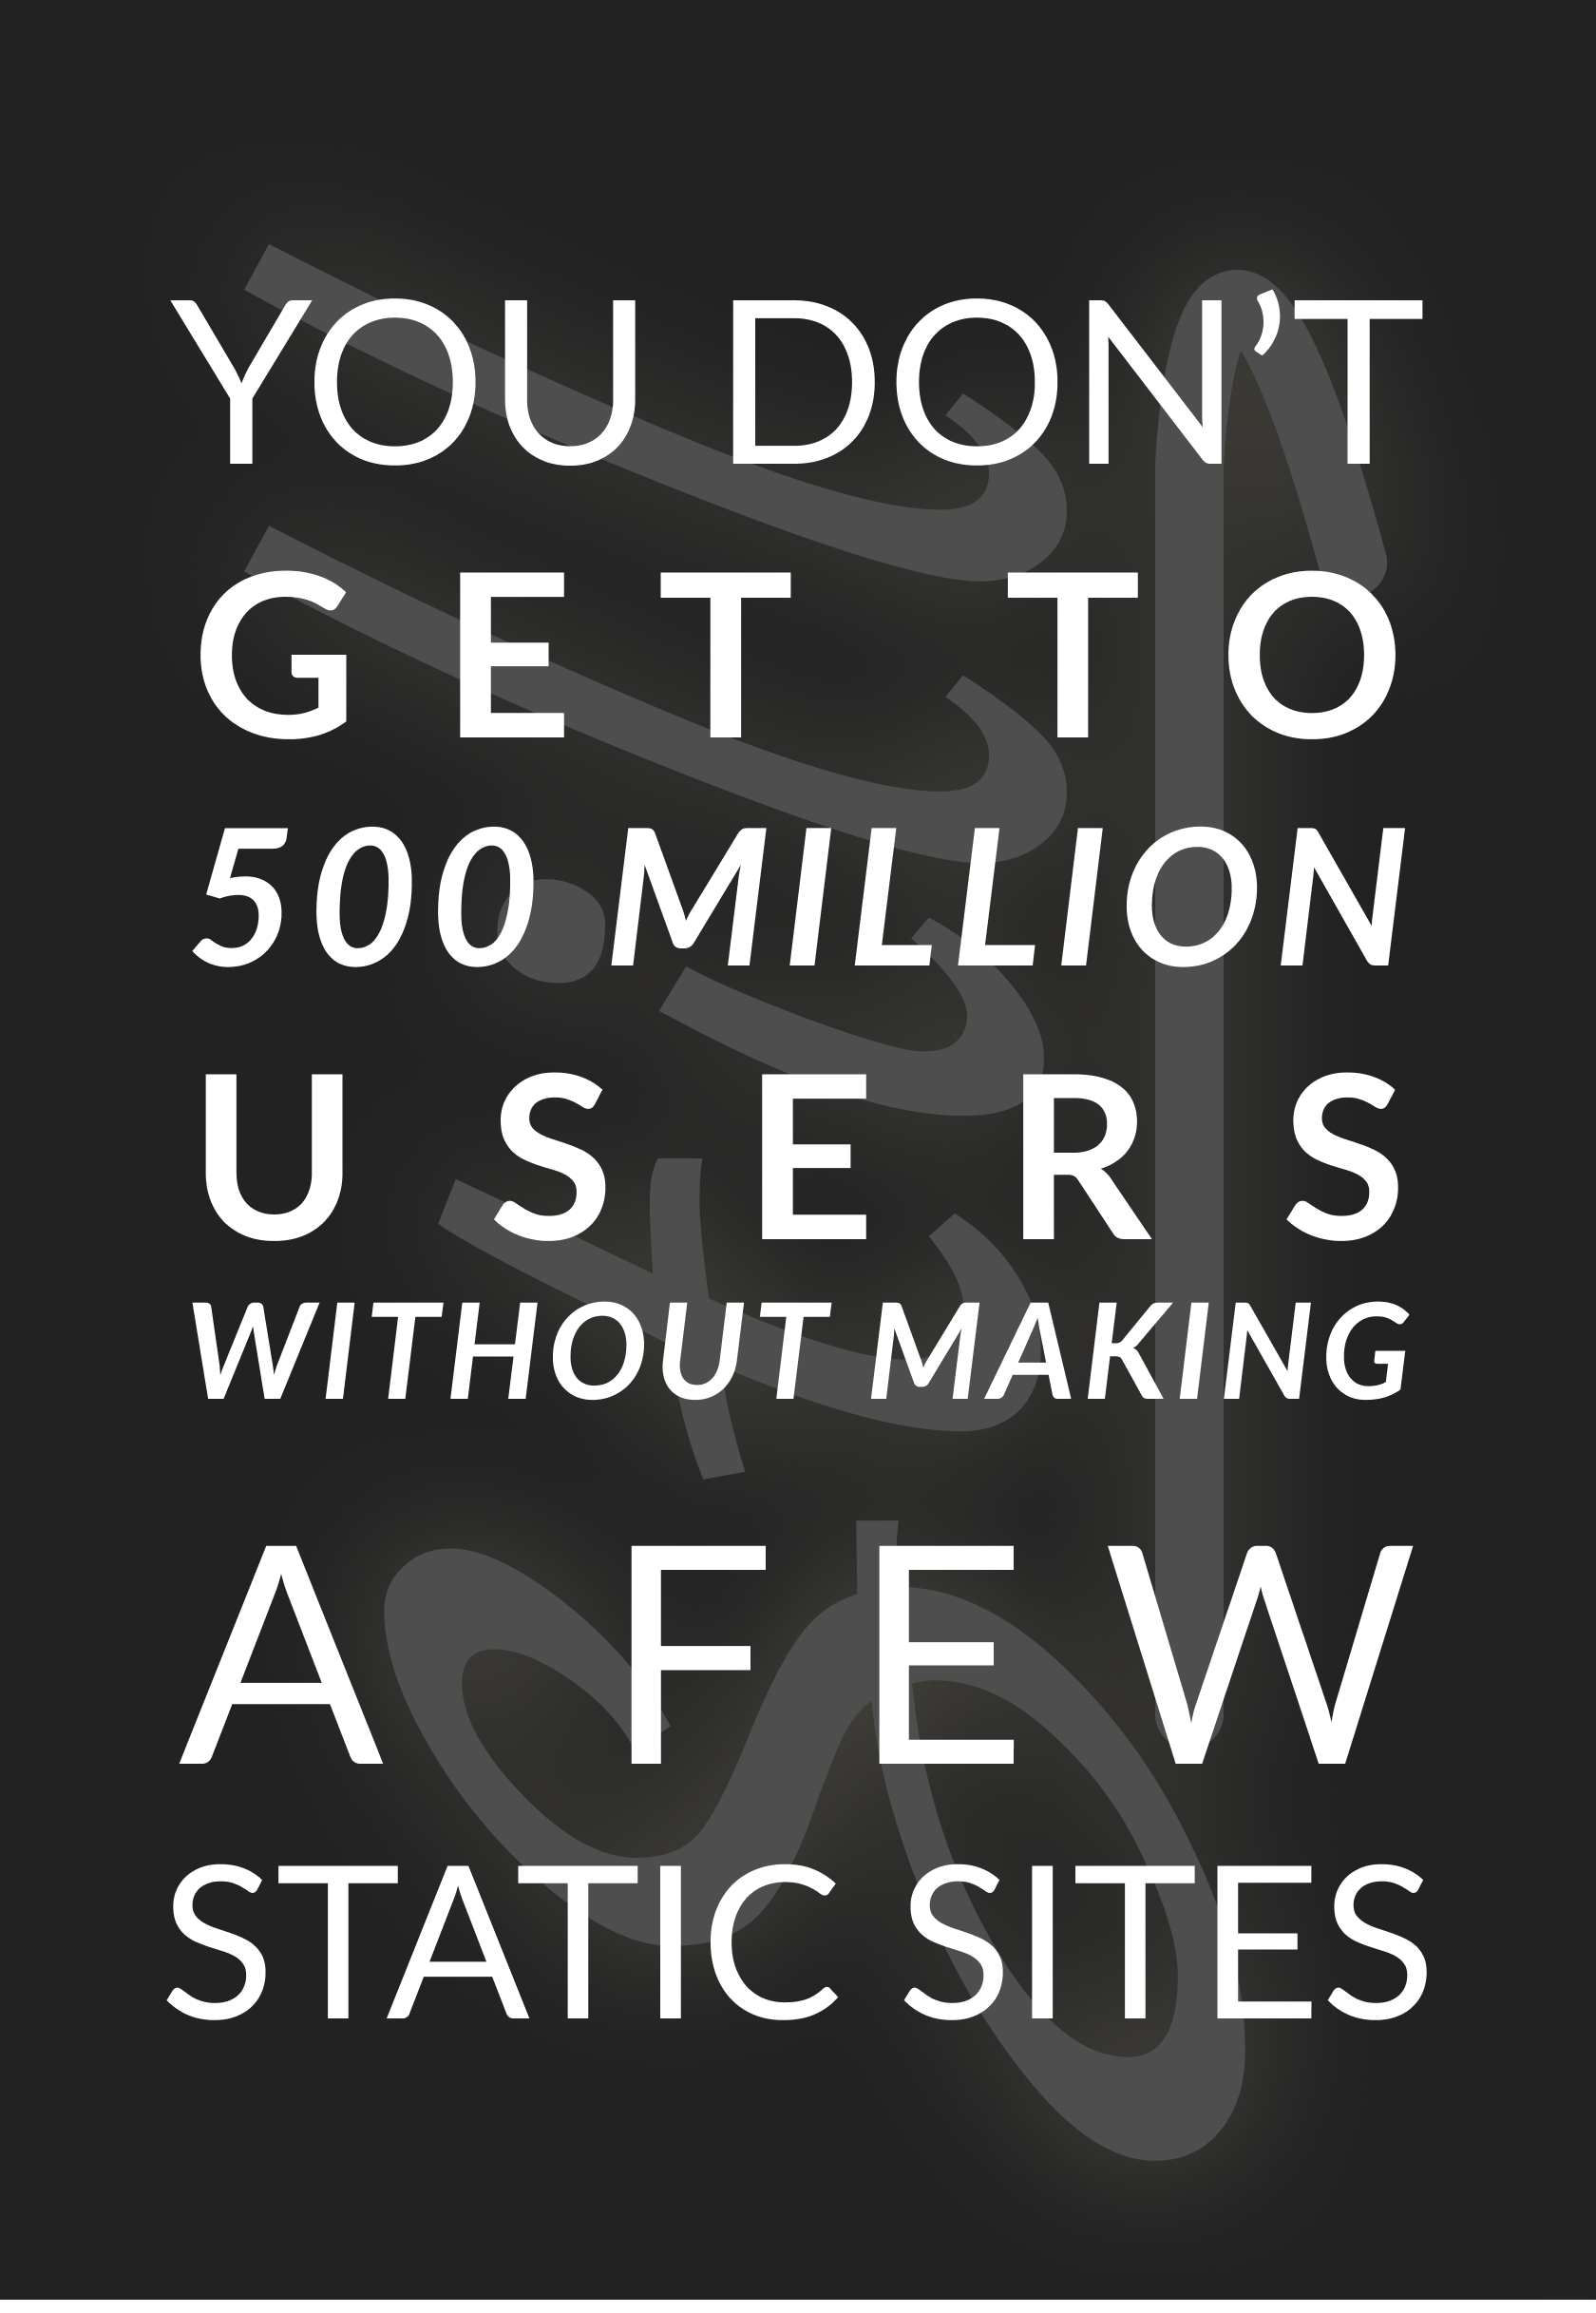 YOU DON'T
GET TO
500 MILLION
USERS
WITHOUT MAKING
A FEW
STATIC SITES